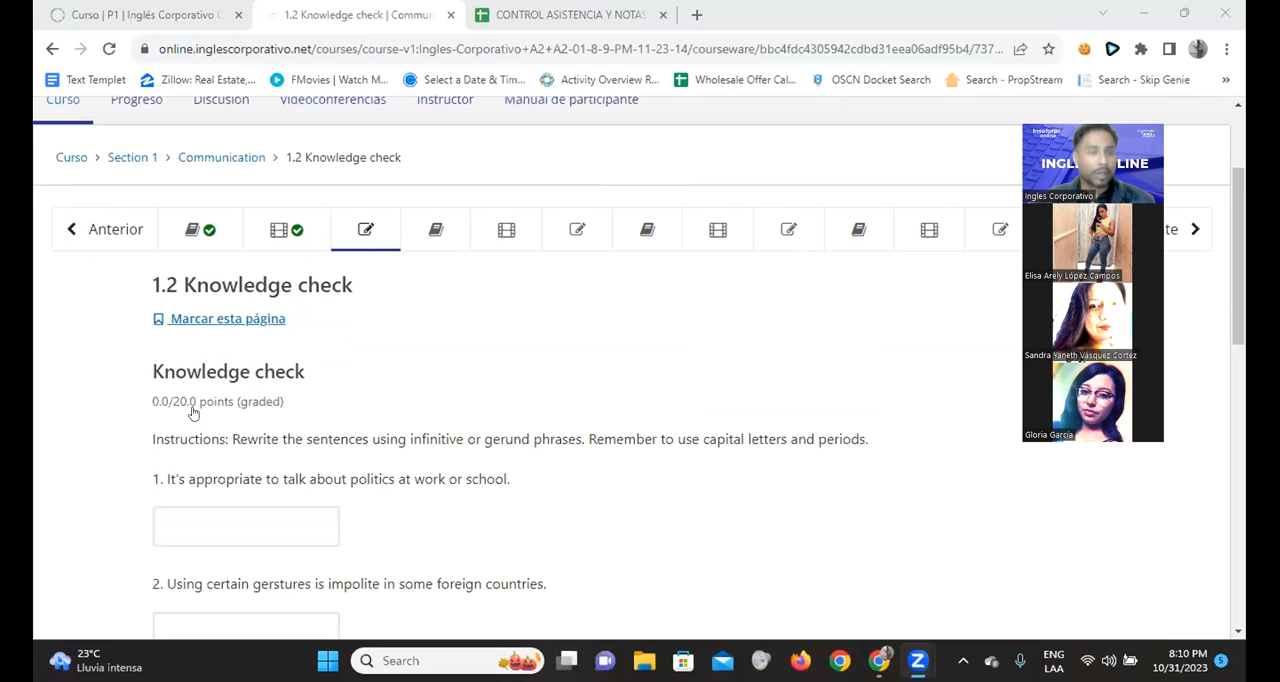 Curso | P1 | Inglés Corporativo C
1.2 Knowledge check | Commun
CONTROL ASISTENCIA Y NOTAS
online.inglescorporativo.net/courses/course-v1:Ingles-Corporativo+A2+A2-01-8-9-PM-11-23-14/courseware/bbc4fdc4305942cdbd31eea06adf95b4/737...
Text Templet
Zillow: Real Estate,...
FMovies | Watch M...
Select a Date & Tim...
Activity Overview R...
Wholesale Offer Cal...
OSCN Docket Search
Search - PropStream
Search - Skip Genie
»
Curso
Progreso
Discusión
Videoconferencias
Instructor
Manual de participante
Curso > Section 1 > Communication > 1.2 Knowledge check
INGL
LINE
Ingles Corporativo
Anterior
te
Elisa Arely López Campos
1.2 Knowledge check
Marcar esta página
Sandra Yaneth Vásquez Cortez
Knowledge check
0.0/20.0 points (graded)
Gloria García
Instructions: Rewrite the sentences using infinitive or gerund phrases. Remember to use capital letters and periods.
1. It's appropriate to talk about politics at work or school.
2. Using certain gerstures is impolite in some foreign countries.
23°C
Lluvia intensa
Search
ENG
LAA
8:10 PM
10/31/2023
5